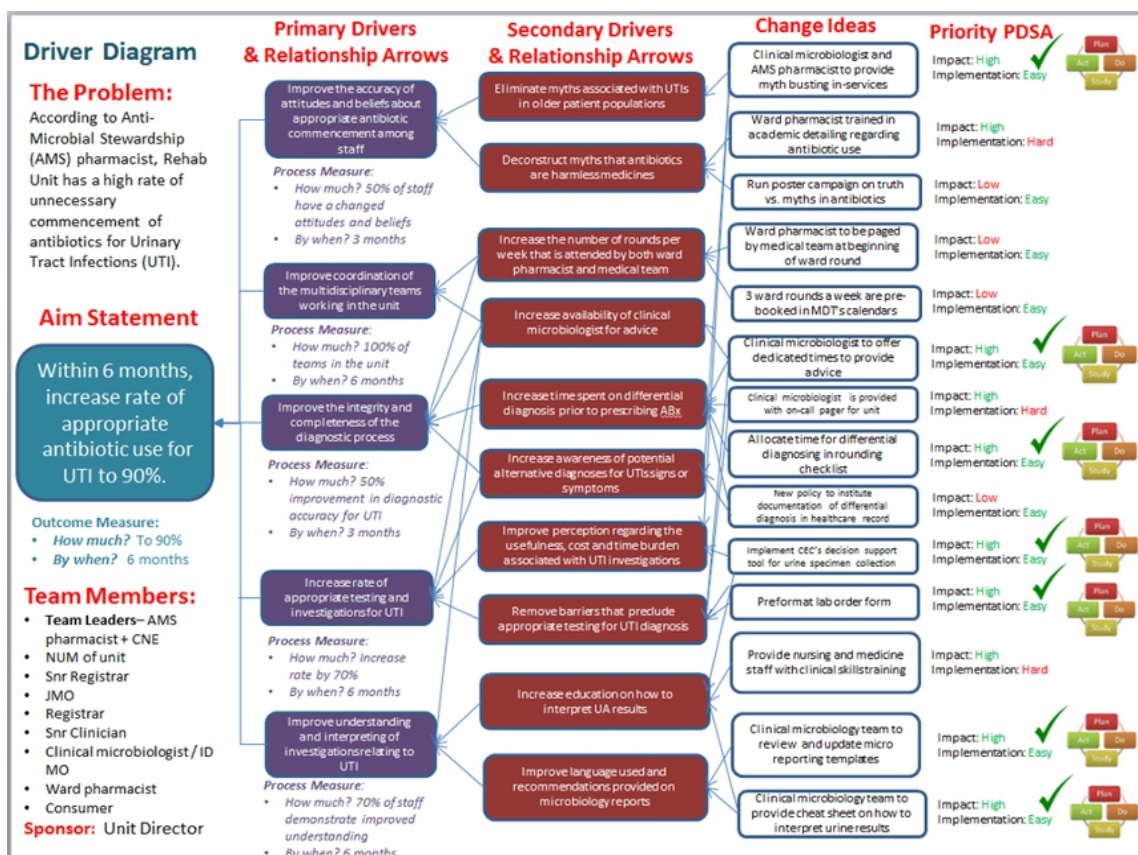 Driver Diagram
The Problem:
According to Anti-
Microbial Stewardship
(AMS) pharmacist, Rehab
Unit has a high rate of
unnecessary
commencement of
antibiotics for Urinary
Tract Infections (UTI).
Aim Statement
Within 6 months,
increase rate of
appropriate
antibiotic use for
UTI to 90%.
Outcome Measure:
• How much? To 90%
• By when? 6 months
Team Members:
• Team Leaders– AMS
pharmacist + CNE
• NUM of unit
• Snr Registrar
• JMO
• Registrar
• Snr Clinician
• Clinical microbiologist / ID
MO
• Ward pharmacist
• Consumer
Sponsor: Unit Director
Primary Drivers
& Relationship Arrows
Improve the accuracy of
attitudes and beliefs about
appropriate antibiotic
commencement among
staff
Process Measure:
• How much? 50% of staff
have a changed
attitudes and beliefs
• By when? 3 months
Improve coordination of
the multidisciplinary teams
working in the unit
Process Measure:
• How much? 100% of
teams in the unit
• By when? 6 months
Improve the integrity and
completeness of the
diagnostic process
Process Measure:
• How much? 50%
improvement in diagnostic
accuracy for UTI
• By when? 3 months
Increase rate of
appropriate testing and
investigations for UTI
Process Measure:
• How much? Increase
rate by 70%
• By when? 6 months
Improve understanding
and interpreting of
investigations relating to
UTI
Process Measure:
• How much? 70% of staff
demonstrate improved
understanding
• By when? 6 months
Secondary Drivers
& Relationship Arrows
Eliminate myths associated with UTIs
in older patient populations
Deconstruct myths that antibiotics
are harmless medicines
Increase the number of rounds per
week that is attended by both ward
pharmacist and medical team
Increase availability of clinical
microbiologist for advice
Increase time spent on differential
diagnosis prior to prescribing ABx
Increase awareness of potential
alternative diagnoses for UTIs signs or
symptoms
Improve perception regarding the
usefulness, cost and time burden
associated with UTI investigations
Remove barriers that preclude
appropriate testing for UTI diagnosis
Increase education on how to
interpret UA results
Improve language used and
recommendations provided on
microbiology reports
Change Ideas
Clinical microbiologist and
AMS pharmacist to provide
myth busting in-services
Ward pharmacist trained in
academic detailing regarding
antibiotic use
Run poster campaign on truth
vs. myths in antibiotics
Ward pharmacist to be paged
by medical team at beginning
of ward round
3 ward rounds a week are pre-
booked in MDT's calendars
Clinical microbiologist to offer
dedicated times to provide
advice
Clinical microbiologist is provided
with on-call pager for unit
Allocate time for differential
diagnosing in rounding
checklist
New policy to institute
documentation of differential
diagnosis in healthcare record
Implement CEC's decision support
tool for urine specimen collection
Preformat lab order form
Provide nursing and medicine
staff with clinical skills training
Clinical microbiology team to
review and update micro
reporting templates
Clinical microbiology team to
provide cheat sheet on how to
interpret urine results
Priority PDSA
Impact: High
Implementation: Easy
Plan
Act Do
Study
Impact: High
Implementation: Hard
Impact: Low
Implementation: Easy
Impact: Low
Implementation: Easy
Impact: Low
Implementation: Easy
Impact: High
Implementation: Easy
Plan
Act Do
Study
Impact: High
Implementation: Hard
Impact: High
Implementation: Easy
Plan
Act Do
Study
Impact: Low
Implementation: Easy
Impact: High
Implementation: Easy
Plan
Act Do
Study
Impact: High
Implementation: Easy
Plan
Act Do
Study
Impact: High
Implementation: Hard
Impact: High
Implementation: Easy
Plan
Act Do
Study
Impact: High
Implementation: Easy
Plan
Act Do
Study